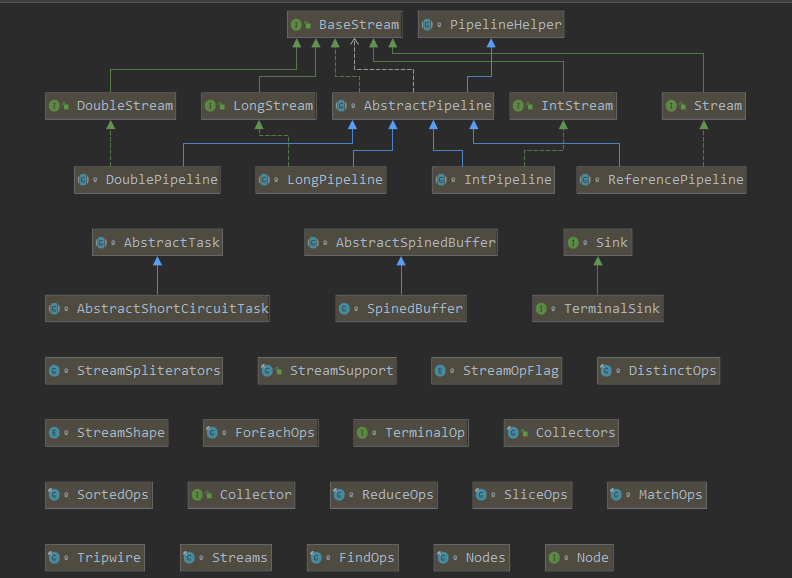 BaseStream PipelineHelper
DoubleStream LongStream AbstractPipeline IntStream Stream
DoublePipeline LongPipeline IntPipeline ReferencePipeline
AbstractTask AbstractSpinedBuffer Sink
AbstractShortCircuitTask SpinedBuffer TerminalSink
StreamSpliterators StreamSupport StreamOpFlag DistinctOps
StreamShape ForEachOps TerminalOp Collectors
SortedOps Collector ReduceOps SliceOps MatchOps
Tripwire Streams FindOps Nodes Node